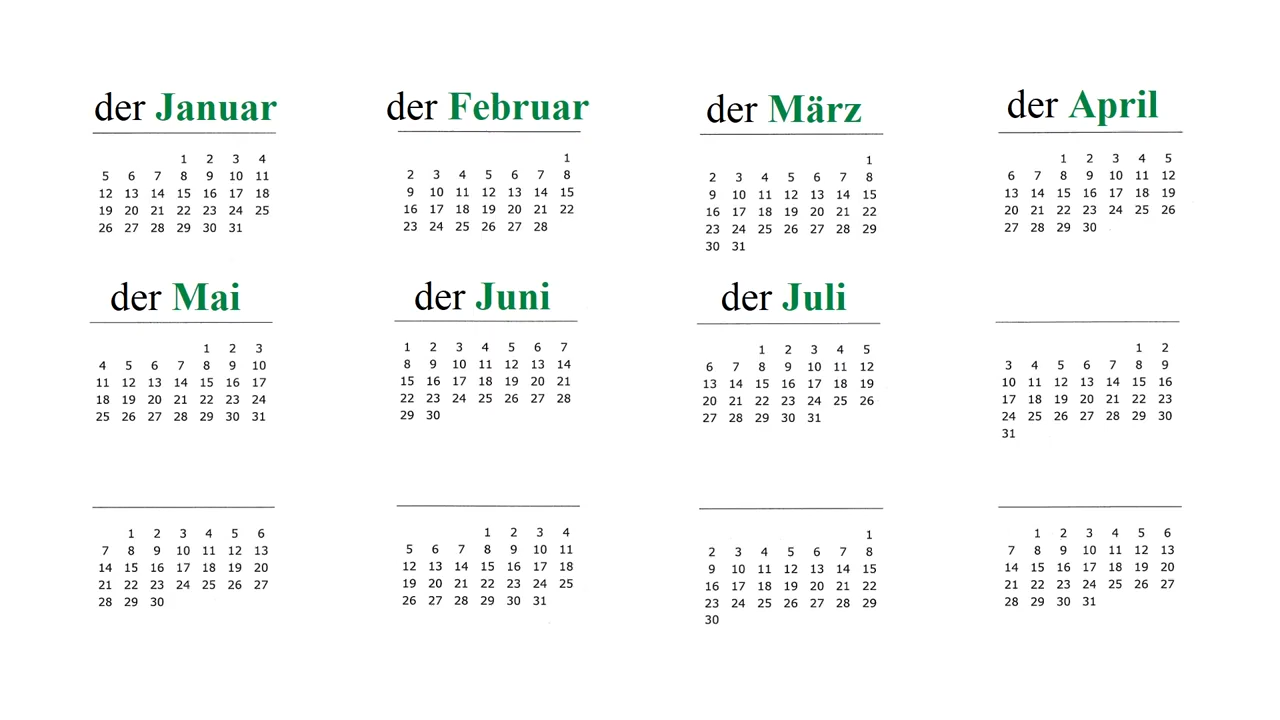 der Januar
1 2 3 4
5 6 7 8 9 10 11
12 13 14 15 16 17 18
19 20 21 22 23 24 25
26 27 28 29 30 31
der Februar
1
2 3 4 5 6 7 8
9 10 11 12 13 14 15
16 17 18 19 20 21 22
23 24 25 26 27 28
der März
1
2 3 4 5 6 7 8
9 10 11 12 13 14 15
16 17 18 19 20 21 22
23 24 25 26 27 28 29
30 31
der April
1 2 3 4 5
6 7 8 9 10 11 12
13 14 15 16 17 18 19
20 21 22 23 24 25 26
27 28 29 30
der Mai
1 2 3
4 5 6 7 8 9 10
11 12 13 14 15 16 17
18 19 20 21 22 23 24
25 26 27 28 29 30 31
der Juni
1 2 3 4 5 6 7
8 9 10 11 12 13 14
15 16 17 18 19 20 21
22 23 24 25 26 27 28
29 30
der Juli
1 2 3 4 5
6 7 8 9 10 11 12
13 14 15 16 17 18 19
20 21 22 23 24 25 26
27 28 29 30 31
1 2
3 4 5 6 7 8 9
10 11 12 13 14 15 16
17 18 19 20 21 22 23
24 25 26 27 28 29 30
31
1 2 3 4 5 6
7 8 9 10 11 12 13
14 15 16 17 18 19 20
21 22 23 24 25 26 27
28 29 30
1 2 3 4
5 6 7 8 9 10 11
12 13 14 15 16 17 18
19 20 21 22 23 24 25
26 27 28 29 30 31
1
2 3 4 5 6 7 8
9 10 11 12 13 14 15
16 17 18 19 20 21 22
23 24 25 26 27 28 29
30
1 2 3 4 5 6
7 8 9 10 11 12 13
14 15 16 17 18 19 20
21 22 23 24 25 26 27
28 29 30 31